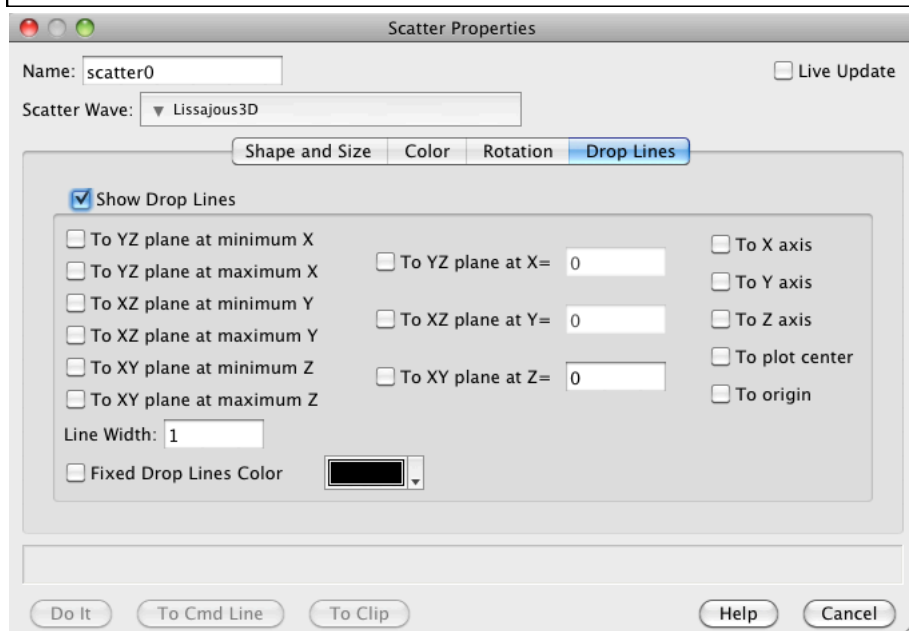 Scatter Properties
Name: scatter0
Live Update
Scatter Wave: Lissajous3D
Shape and Size Color Rotation Drop Lines
Show Drop Lines
To YZ plane at minimum X
To YZ plane at maximum X
To XZ plane at minimum Y
To XZ plane at maximum Y
To XY plane at minimum Z
To XY plane at maximum Z
To YZ plane at X= 0
To XZ plane at Y= 0
To XY plane at Z= 0
To X axis
To Y axis
To Z axis
To plot center
To origin
Line Width: 1
Fixed Drop Lines Color
Do It To Cmd Line To Clip Help Cancel